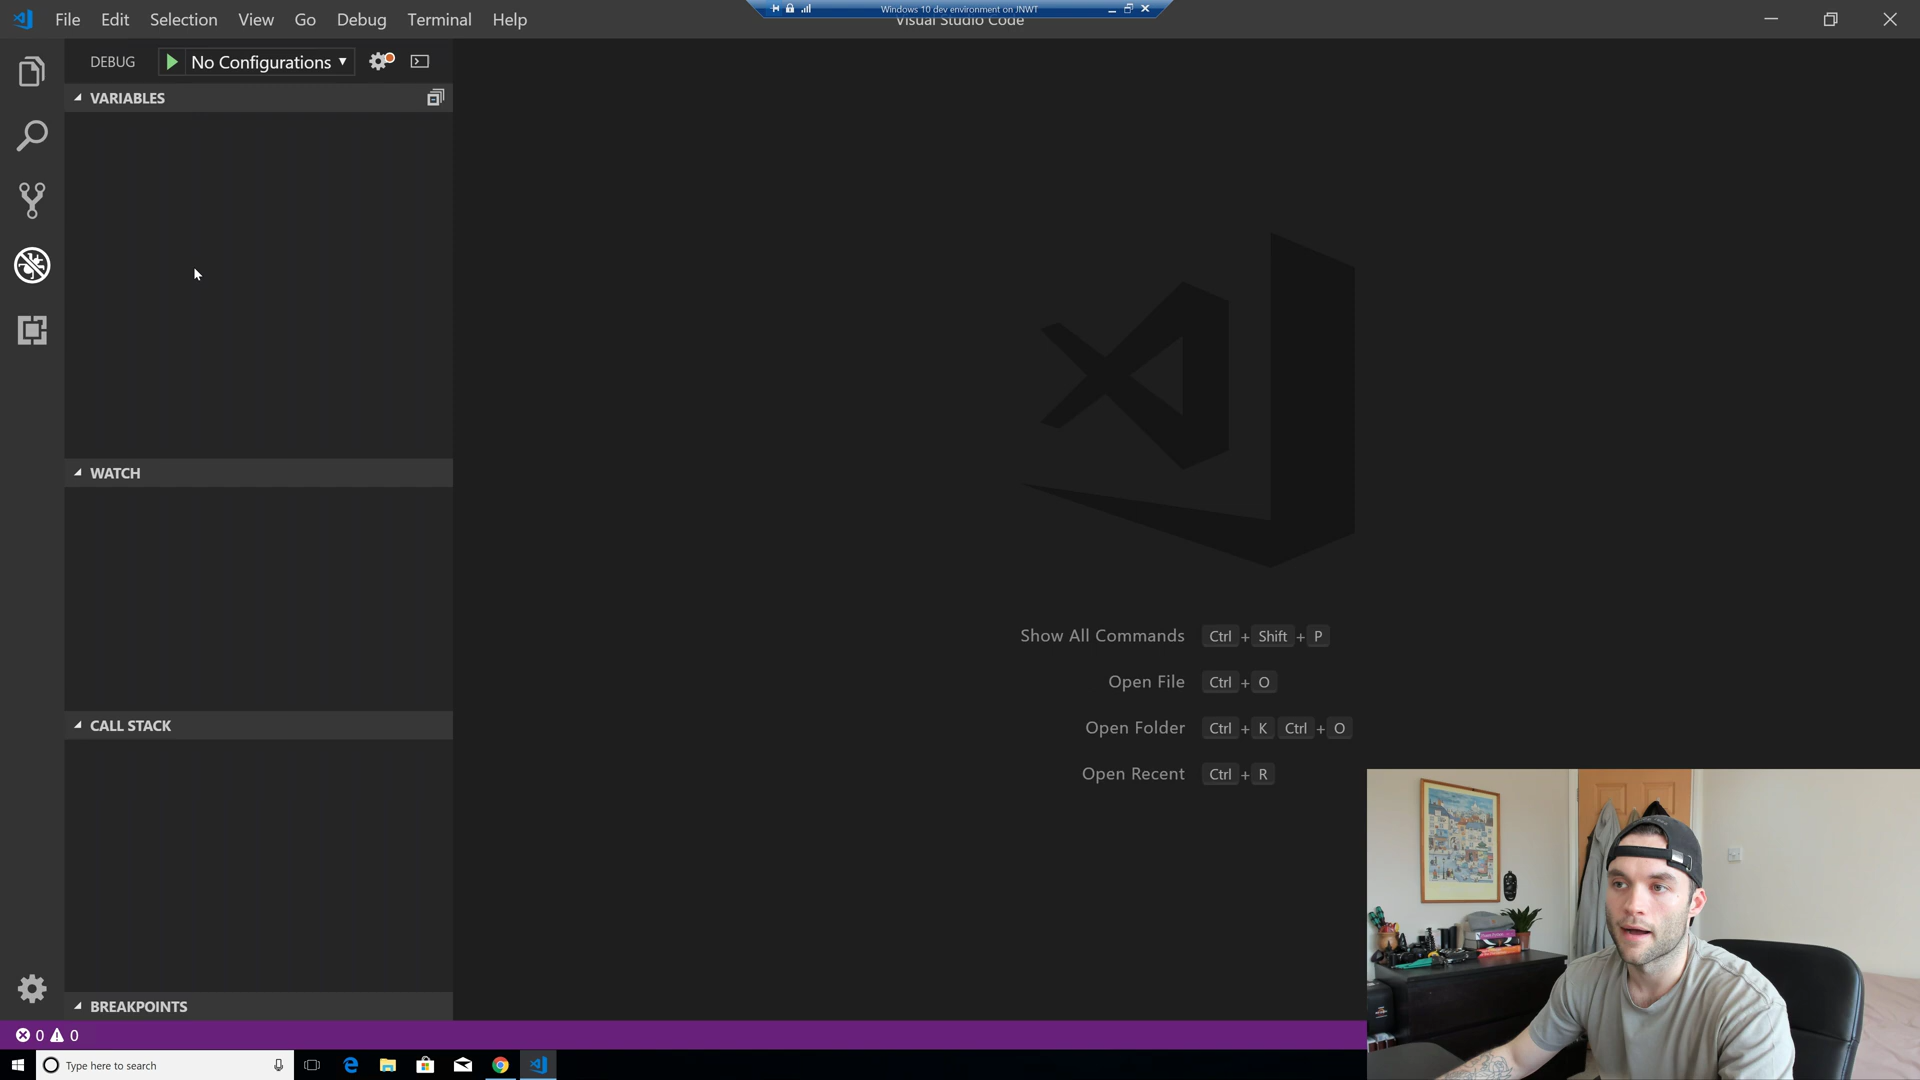 File Edit Selection View Go Debug Terminal Help
Windows 10 dev environment on JNWT
Visual Studio Code
DEBUG No Configurations
VARIABLES
WATCH
CALL STACK
BREAKPOINTS
Show All Commands Ctrl + Shift + P
Open File Ctrl + O
Open Folder Ctrl + K Ctrl + O
Open Recent Ctrl + R
0 0
Type here to search